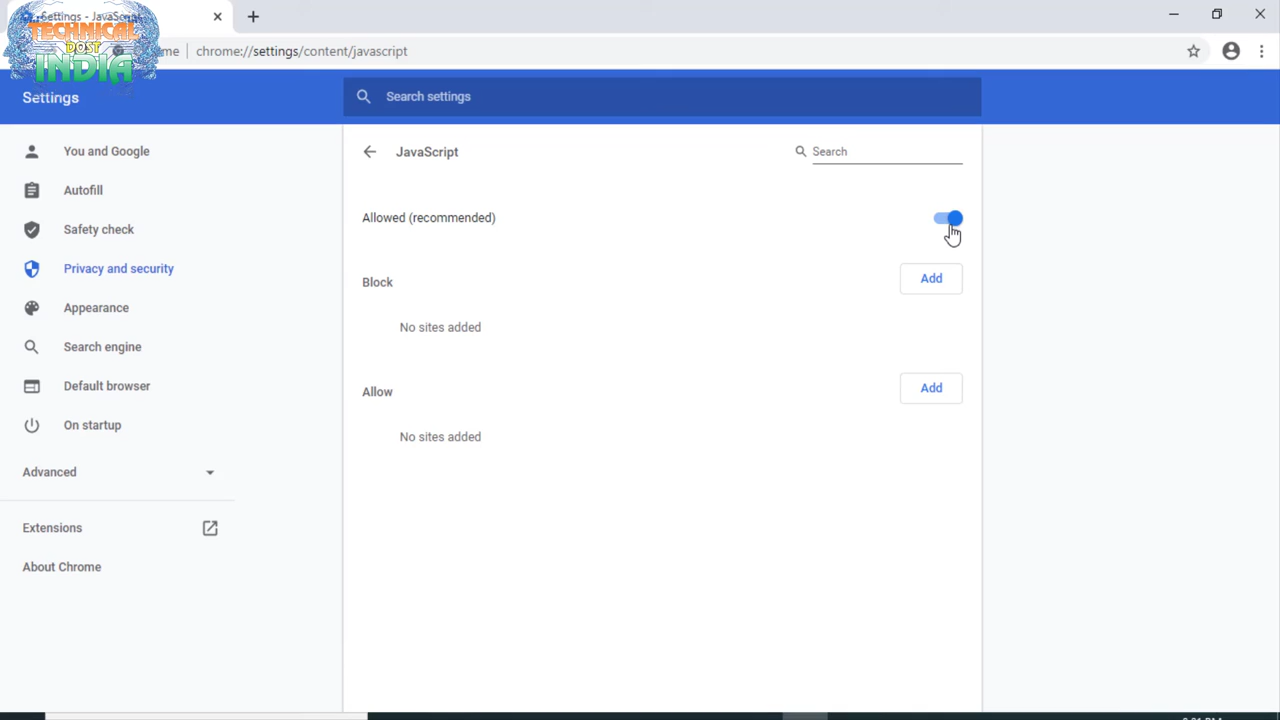 Settings - JavaScript
TECHNICAL
DOST
INDIA
chrome://settings/content/javascript
Settings
Search settings
You and Google
Autofill
Safety check
Privacy and security
Appearance
Search engine
Default browser
On startup
Advanced
Extensions
About Chrome
JavaScript
Search
Allowed (recommended)
Block
Add
No sites added
Allow
Add
No sites added